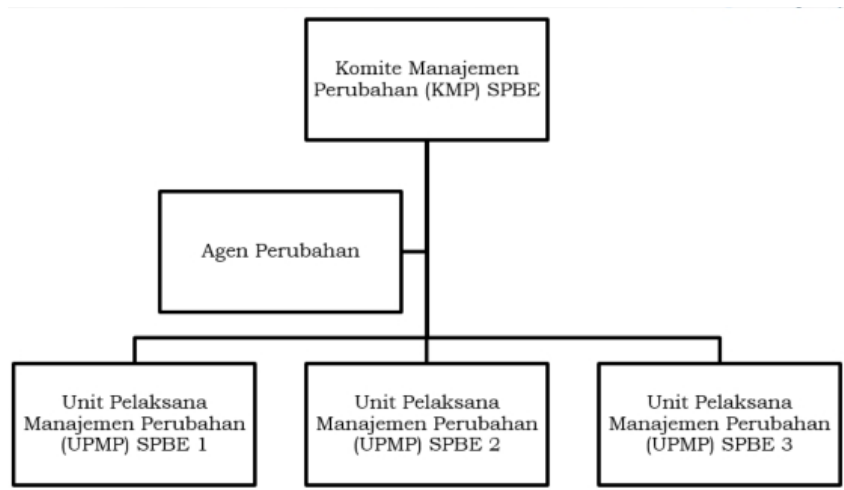 Komite Manajemen
Perubahan (KMP) SPBE
Agen Perubahan
Unit Pelaksana
Manajemen Perubahan
(UPMP) SPBE 1
Unit Pelaksana
Manajemen Perubahan
(UPMP) SPBE 2
Unit Pelaksana
Manajemen Perubahan
(UPMP) SPBE 3